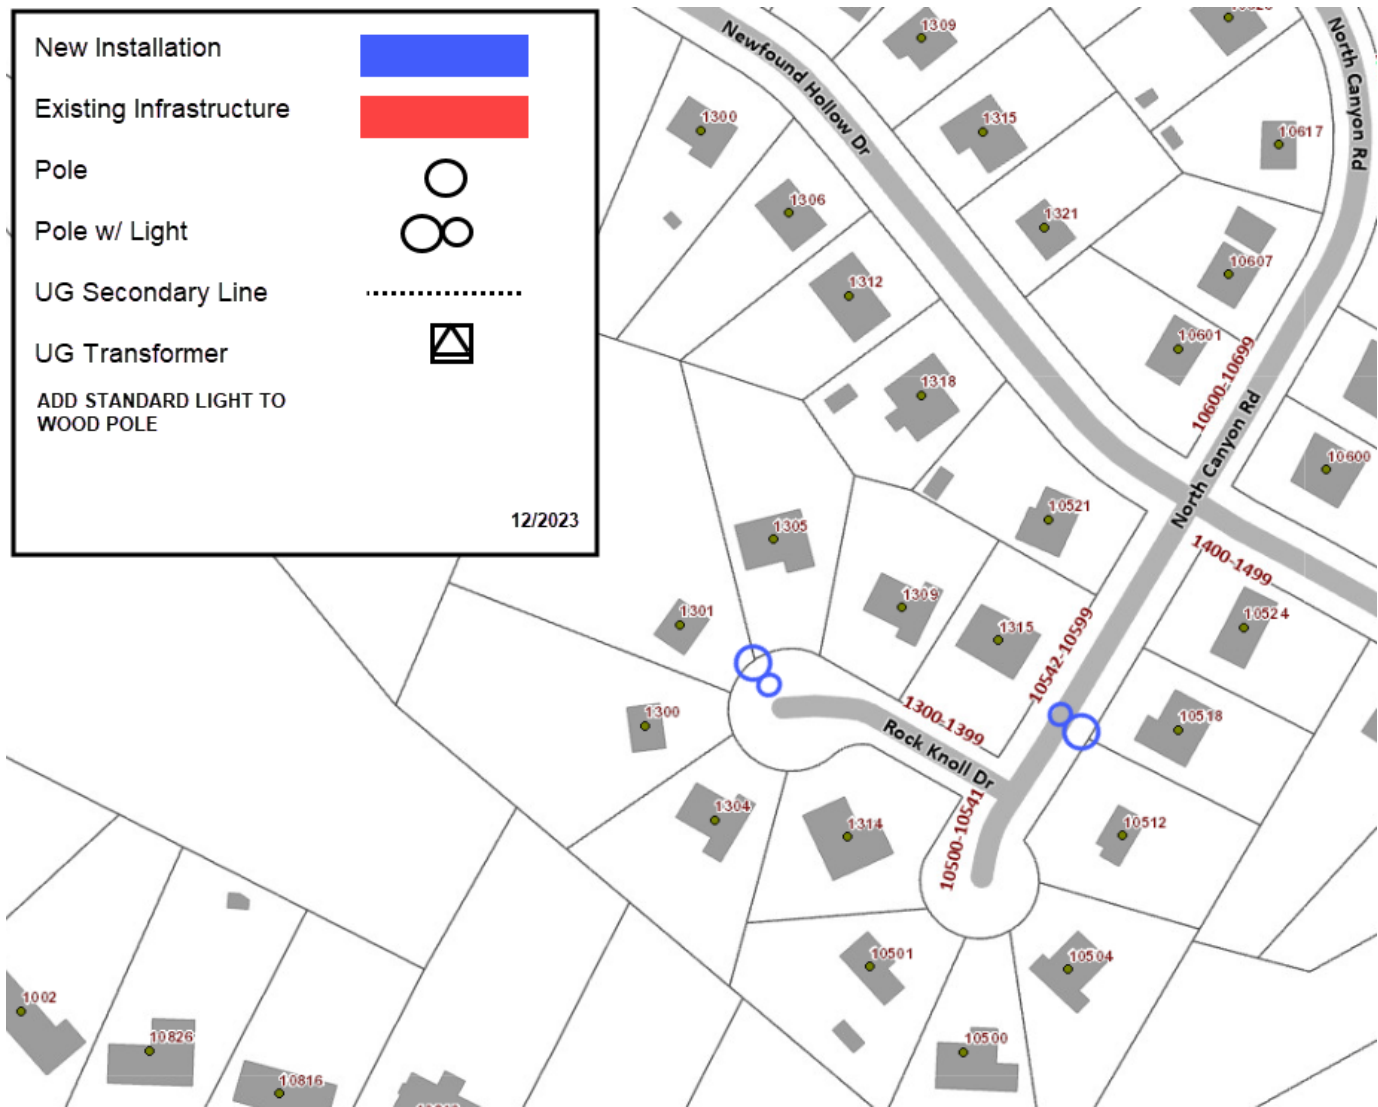 New Installation
Existing Infrastructure
Pole
Pole w/ Light
UG Secondary Line
UG Transformer
ADD STANDARD LIGHT TO
WOOD POLE
12/2023
Newfound Hollow Dr
North Canyon Rd
1309
1300
1315
10617
1306
1321
10607
1312
10601
10600-10699
1318
North Canyon Rd
10600
10521
1305
1400-1499
1309
1301
1315
10542-10599
10524
1300
1300-1399
10518
Rock Knoll Dr
1304
1314
10500-10541
10512
10501
10504
1002
10826
10500
10816